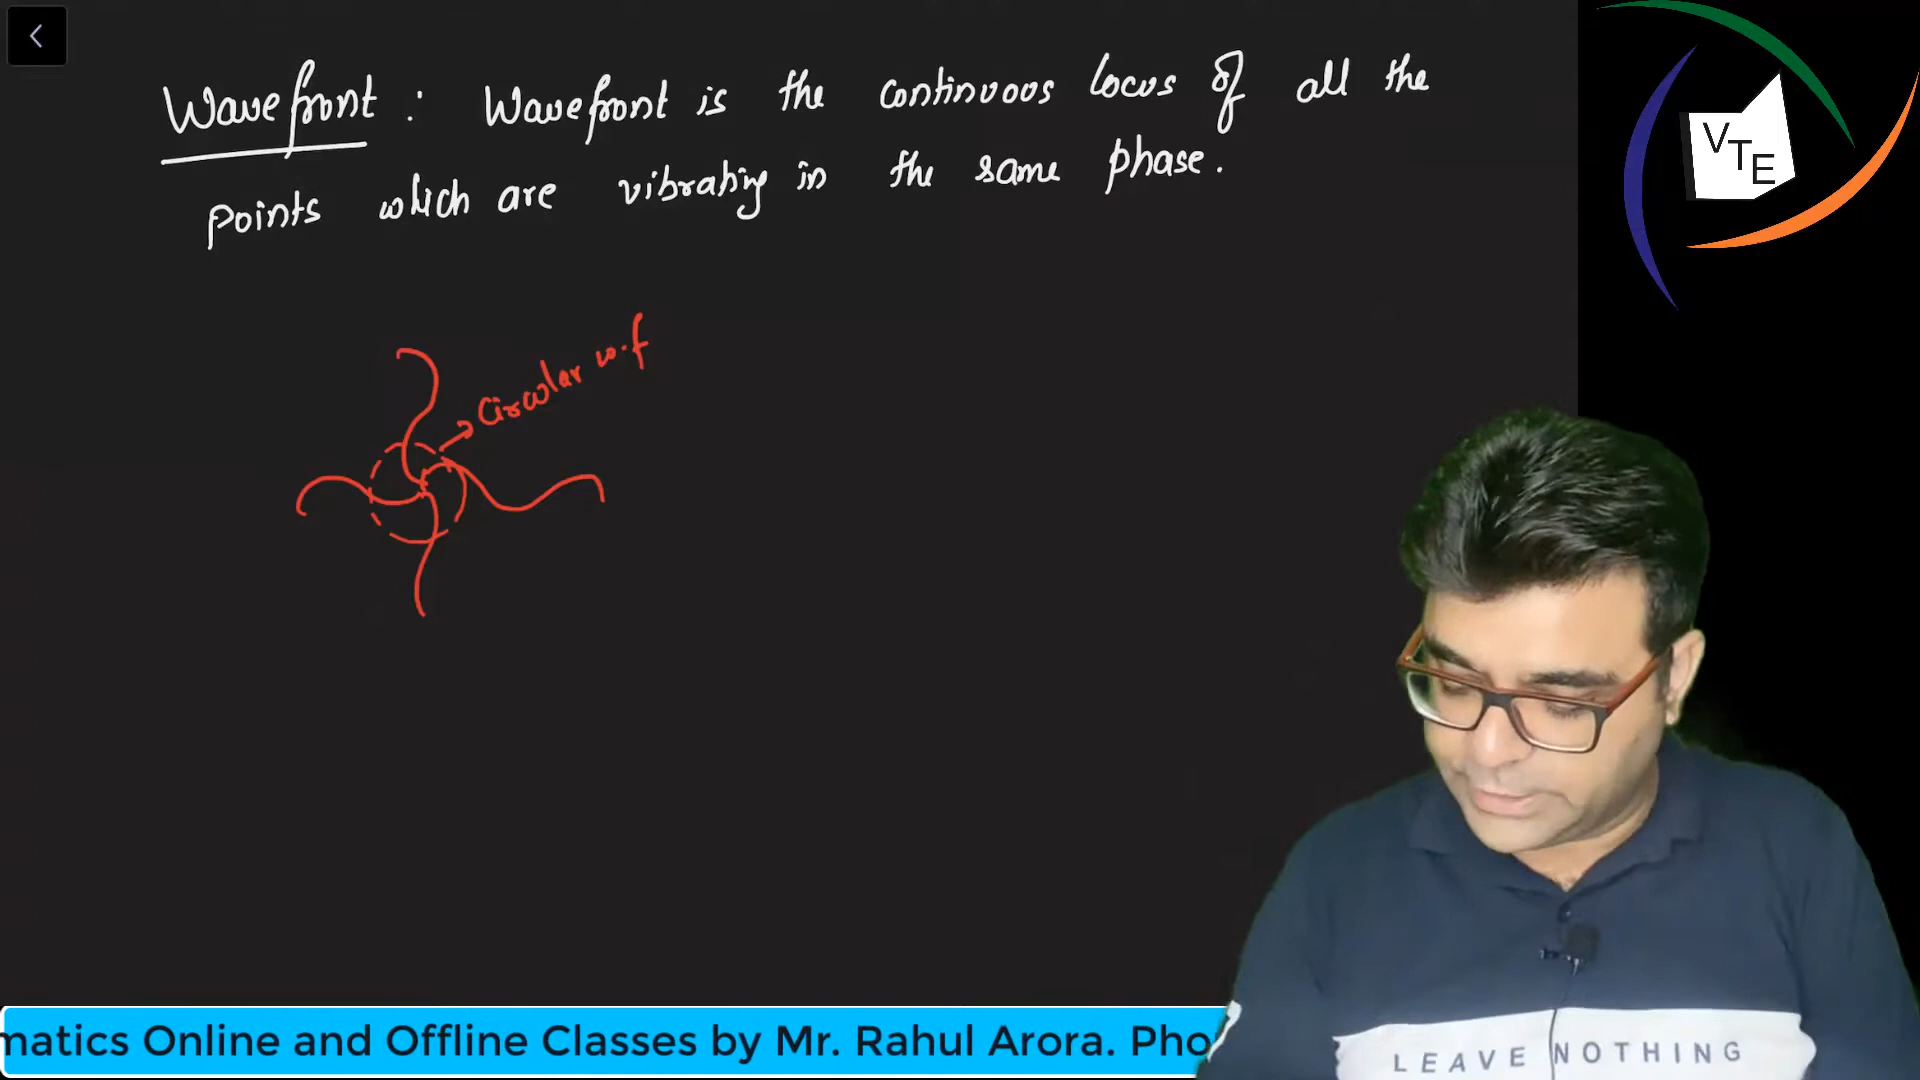 Wavefront : Wavefront is the continuous locus of all the
points which are vibrating in the same phase.
Circular w.f
VTE
matics Online and Offline Classes by Mr. Rahul Arora. Pho
LEAVE NOTHING